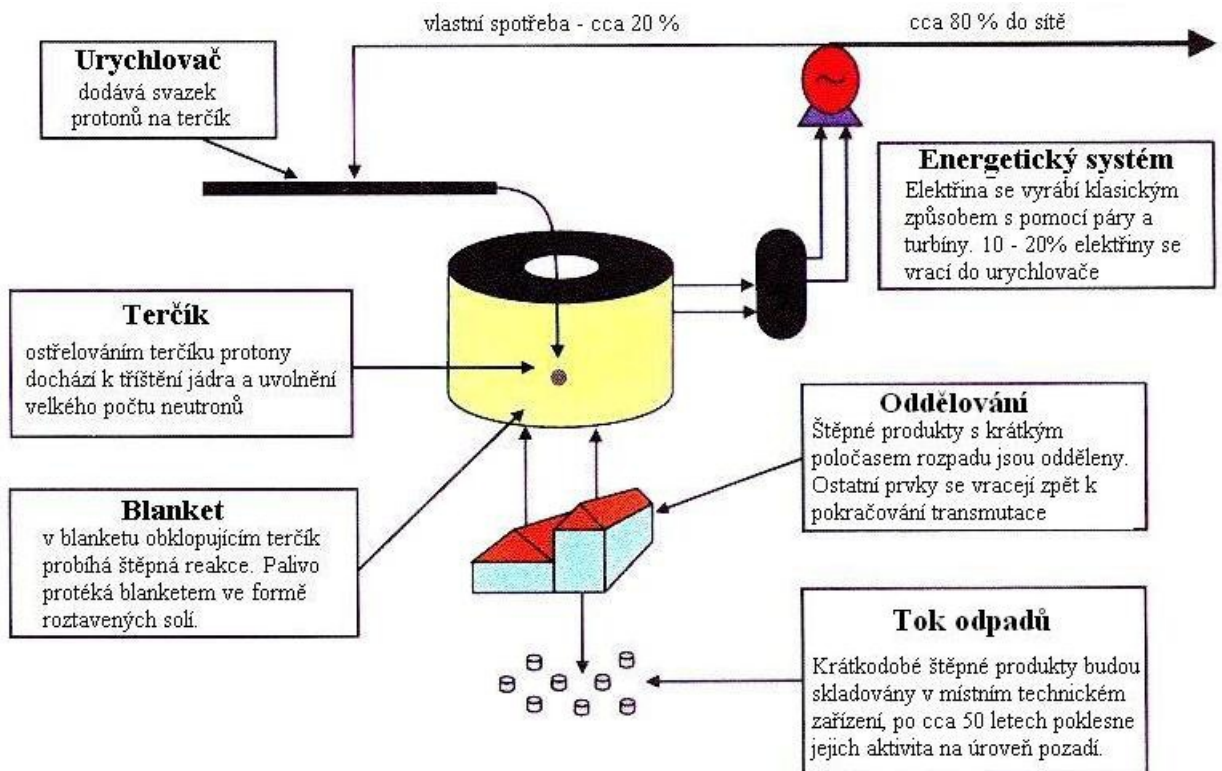 vlastní spotřeba - cca 20 %
cca 80 % do sítě
Urychlovač
dodává svazek
protonů na terčík
Energetický systém
Elektřina se vyrábí klasickým
způsobem s pomocí páry a
turbíny. 10 - 20% elektřiny se
vrací do urychlovače
Terčík
ostřelováním terčíku protony
dochází k tříštění jádra a uvolnění
velkého počtu neutronů
Oddělování
Štěpné produkty s krátkým
poločasem rozpadu jsou odděleny.
Ostatní prvky se vracejí zpět k
pokračování transmutace
Blanket
v blanketu obklopujícím terčík
probíhá štěpná reakce. Palivo
protéká blanketem ve formě
roztavených solí.
Tok odpadů
Krátkodobé štěpné produkty budou
skladovány v místním technickém
zařízení, po cca 50 letech poklesne
jejich aktivita na úroveň pozadí.